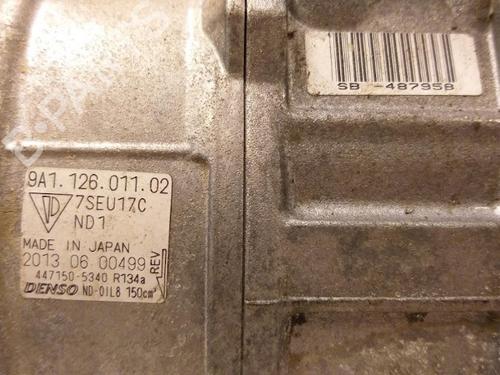 SB -48795B
9A1.126.011.02
7SEU17C
ND1
MADE IN JAPAN
2013 06 00499
REV
447150-5340 R134a
DENSO ND-OIL8 150cm³
B-PARTS